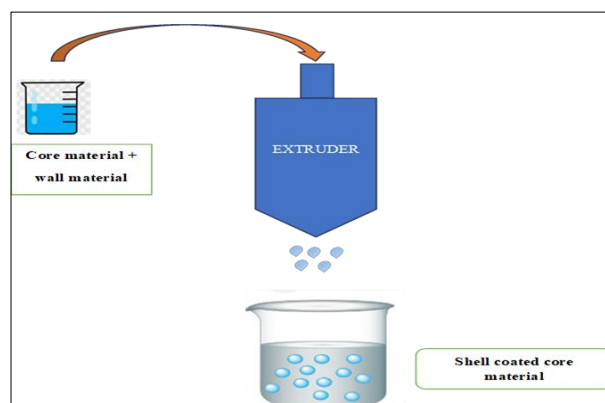 Core material +
wall material
EXTRUDER
Shell coated core
material